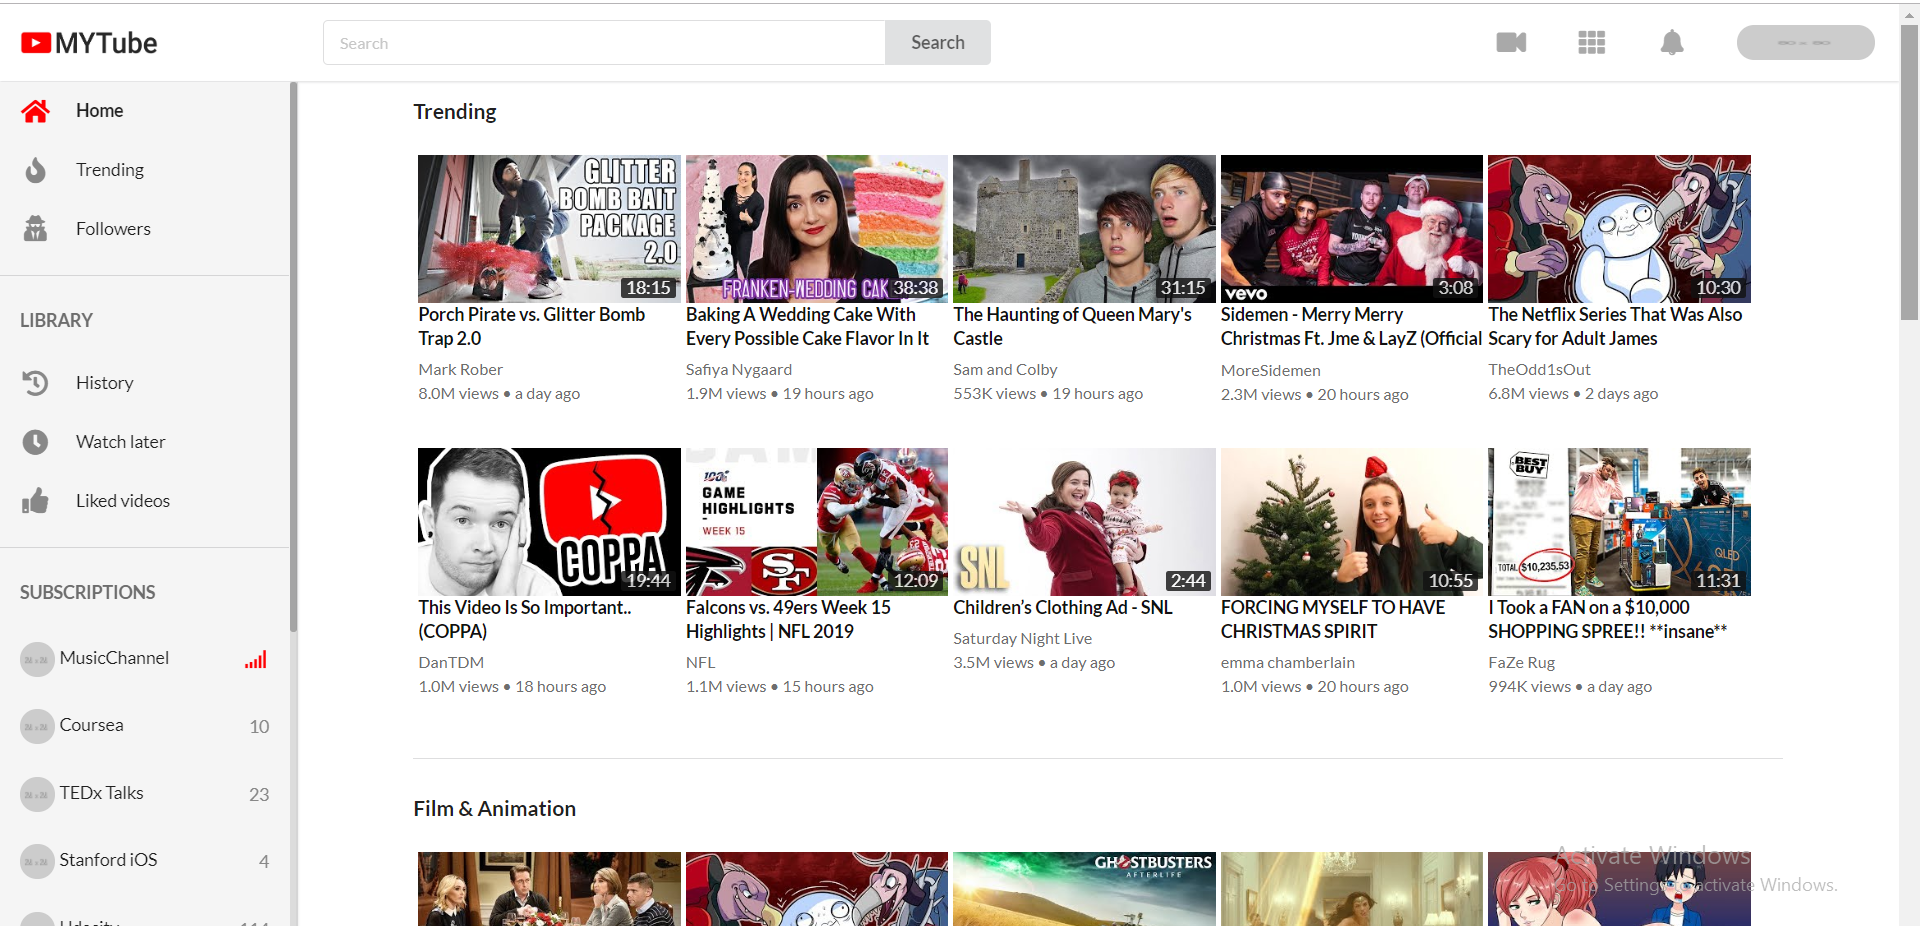 MYTube
Search
Search
Home
Trending
Followers
LIBRARY
History
Watch later
Liked videos
SUBSCRIPTIONS
MusicChannel
Coursea
10
TEDx Talks
23
Stanford iOS
4
Trending
GLITTER
BOMB BAIT
PACKAGE
2.0
18:15
Porch Pirate vs. Glitter Bomb
Trap 2.0
Mark Rober
8.0M views • a day ago
FRANKEN-WEDDING CAK
38:38
Baking A Wedding Cake With
Every Possible Cake Flavor In It
Safiya Nygaard
1.9M views • 19 hours ago
31:15
The Haunting of Queen Mary's
Castle
Sam and Colby
553K views • 19 hours ago
vevo
3:08
Sidemen - Merry Merry
Christmas Ft. Jme & LayZ (Official
MoreSidemen
2.3M views • 20 hours ago
10:30
The Netflix Series That Was Also
Scary for Adult James
TheOdd1sOut
6.8M views • 2 days ago
COPPA
19:44
This Video Is So Important..
(COPPA)
DanTDM
1.0M views • 18 hours ago
GAME
HIGHLIGHTS
WEEK 15
SF
12:09
Falcons vs. 49ers Week 15
Highlights | NFL 2019
NFL
1.1M views • 15 hours ago
SNL
2:44
Children’s Clothing Ad - SNL
Saturday Night Live
3.5M views • a day ago
10:55
FORCING MYSELF TO HAVE
CHRISTMAS SPIRIT
emma chamberlain
1.0M views • 20 hours ago
BEST
BUY
TOTAL $10,235.53
QLED
11:31
I Took a FAN on a $10,000
SHOPPING SPREE!! **insane**
FaZe Rug
994K views • a day ago
Film & Animation
GHOSTBUSTERS
AFTERLIFE
Activate Windows
Go to Settings to activate Windows.